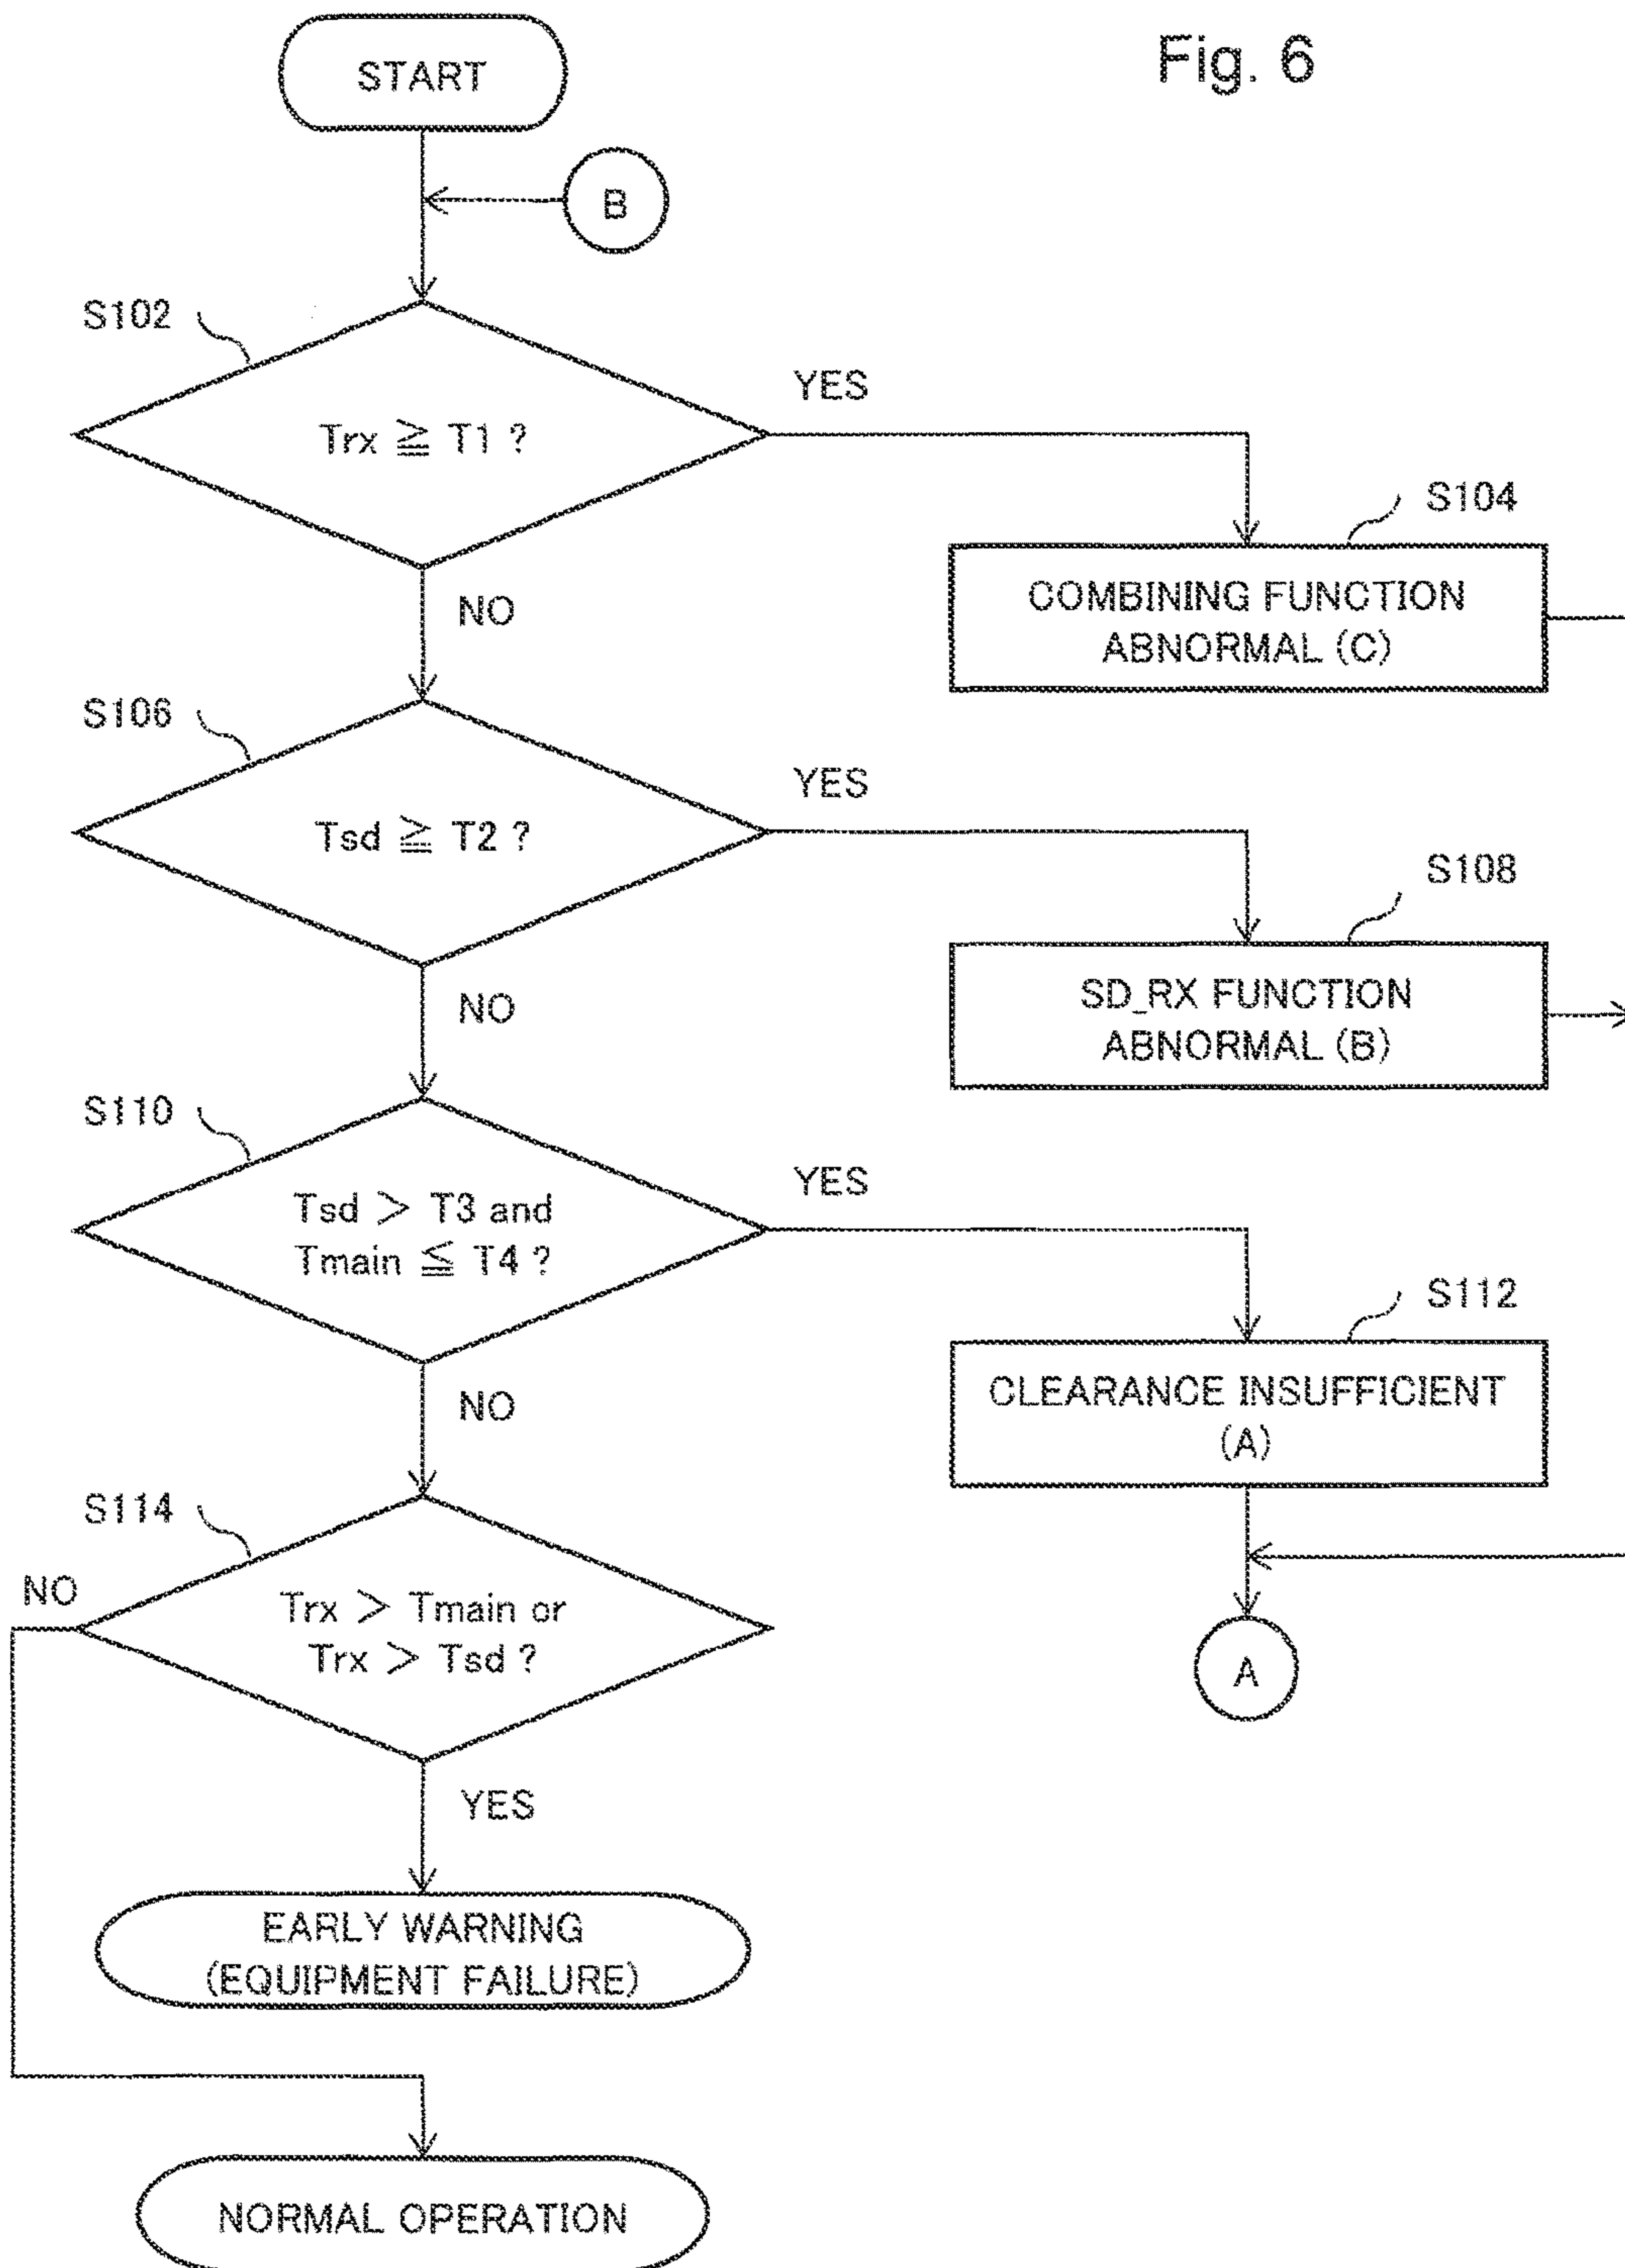 Fig. 6
START
B
S102
Trx ≧ T1 ?
YES
NO
S104
COMBINING FUNCTION
ABNORMAL (C)
S106
Tsd ≧ T2 ?
YES
NO
S108
SD_RX FUNCTION
ABNORMAL (B)
S110
Tsd > T3 and
Tmain ≦ T4 ?
YES
NO
S112
CLEARANCE INSUFFICIENT
(A)
S114
NO
Trx > Tmain or
Trx > Tsd ?
A
YES
EARLY WARNING
(EQUIPMENT FAILURE)
NORMAL OPERATION